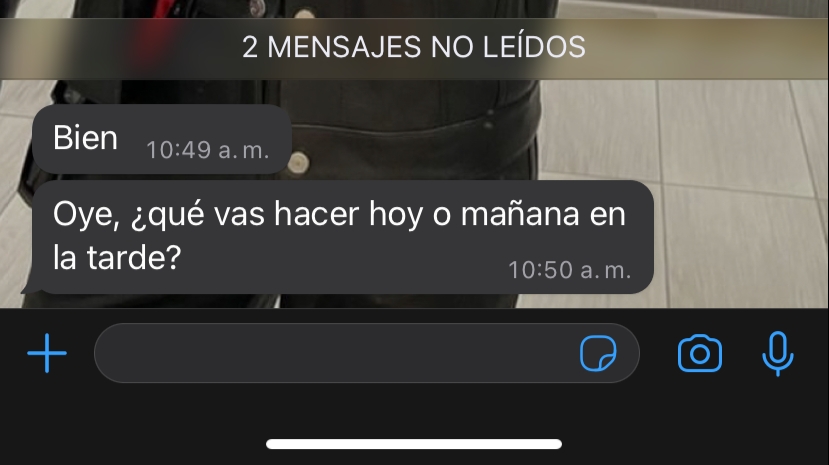 2 MENSAJES NO LEÍDOS
Bien 10:49 a. m.
Oye, ¿qué vas hacer hoy o mañana en
la tarde? 10:50 a. m.